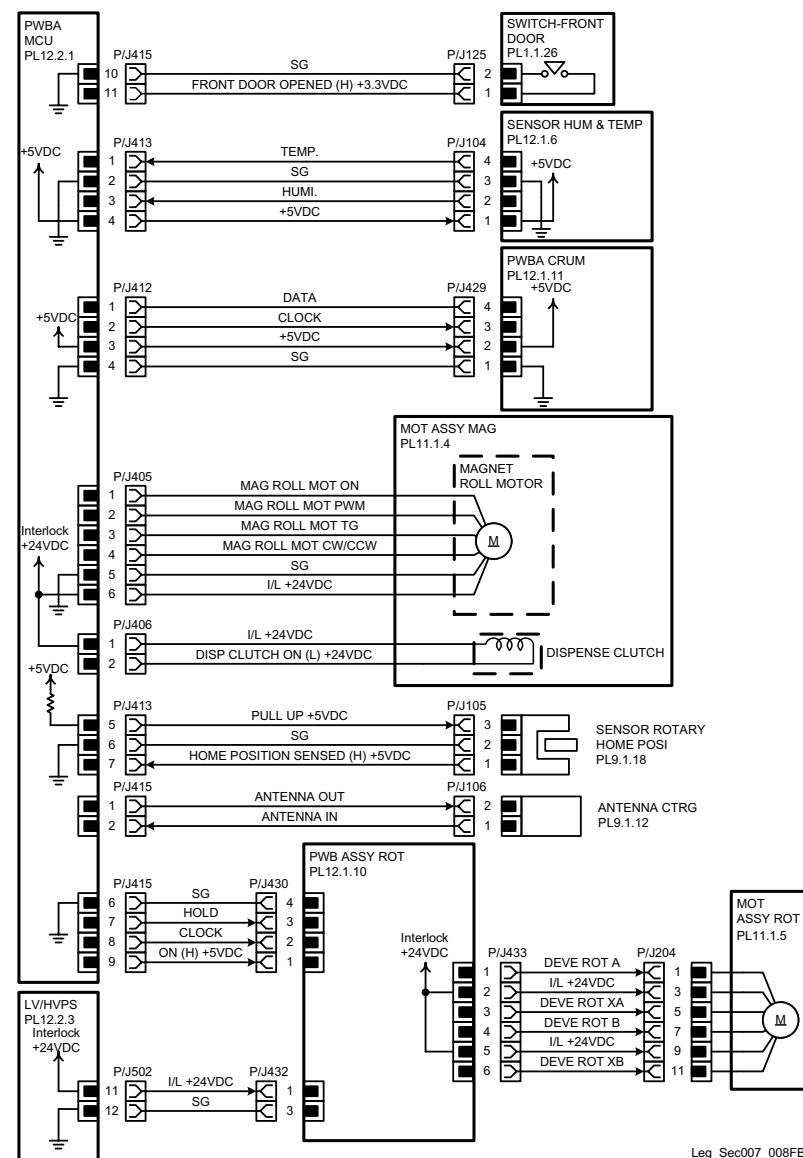 PWBA
MCU
PL12.2.1
P/J415
P/J125
SWITCH-FRONT
DOOR
PL1.1.26
10
SG
2
11
FRONT DOOR OPENED (H) +3.3VDC
1
+5VDC
P/J413
P/J104
SENSOR HUM & TEMP
PL12.1.6
+5VDC
1
TEMP.
4
2
SG
3
3
HUMI.
2
4
+5VDC
1
+5VDC
P/J412
P/J429
PWBA CRUM
PL12.1.11
+5VDC
1
DATA
4
2
CLOCK
3
3
+5VDC
2
4
SG
1
MOT ASSY MAG
PL11.1.4
MAGNET
ROLL MOTOR
M
Interlock
+24VDC
P/J405
1
MAG ROLL MOT ON
2
MAG ROLL MOT PWM
3
MAG ROLL MOT TG
4
MAG ROLL MOT CW/CCW
5
SG
6
I/L +24VDC
P/J406
1
I/L +24VDC
2
DISP CLUTCH ON (L) +24VDC
DISPENSE CLUTCH
+5VDC
P/J413
P/J105
5
PULL UP +5VDC
3
6
SG
2
7
HOME POSITION SENSED (H) +5VDC
1
SENSOR ROTARY
HOME POSI
PL9.1.18
P/J415
P/J106
1
ANTENNA OUT
2
2
ANTENNA IN
1
ANTENNA CTRG
PL9.1.12
PWB ASSY ROT
PL12.1.10
P/J415
P/J430
6
SG
4
7
HOLD
3
8
CLOCK
2
9
ON (H) +5VDC
1
Interlock
+24VDC
P/J433
P/J204
MOT
ASSY ROT
PL11.1.5
M
1
DEVE ROT A
1
2
I/L +24VDC
3
3
DEVE ROT XA
5
4
DEVE ROT B
7
5
I/L +24VDC
9
6
DEVE ROT XB
11
LV/HVPS
PL12.2.3
Interlock
+24VDC
P/J502
P/J432
11
I/L +24VDC
1
12
SG
3
Leg_Sec007_008FB